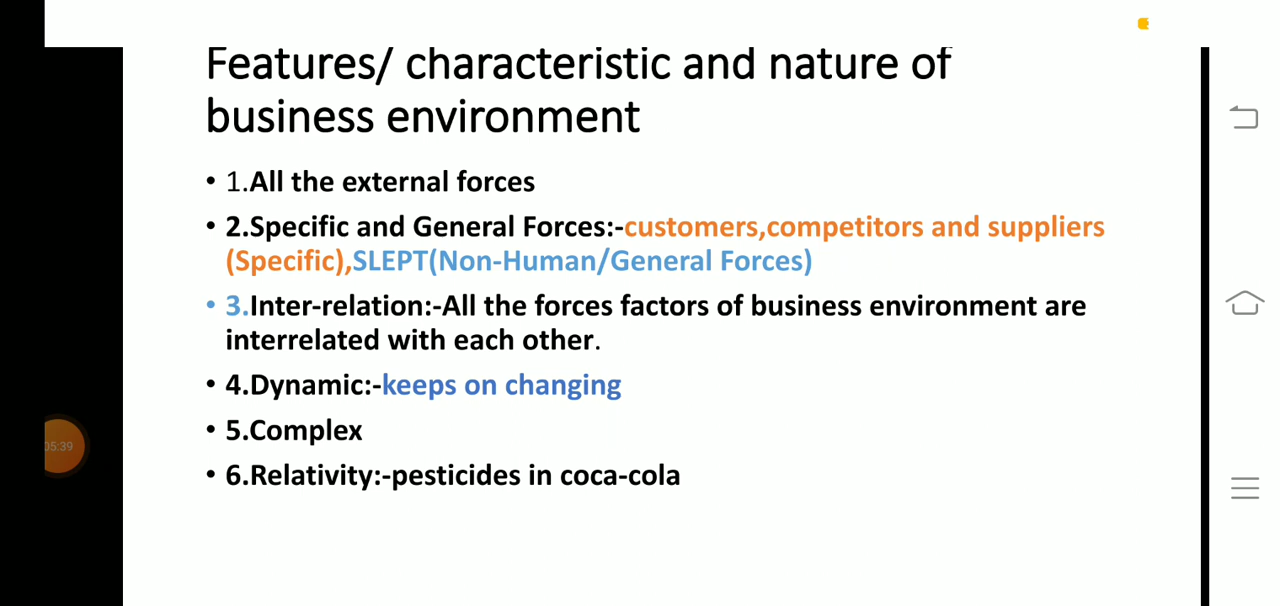 Features/ characteristic and nature of
business environment
• 1.All the external forces
• 2.Specific and General Forces:-customers,competitors and suppliers
(Specific),SLEPT(Non-Human/General Forces)
• 3.Inter-relation:-All the forces factors of business environment are
interrelated with each other.
• 4.Dynamic:-keeps on changing
• 5.Complex
05:39
• 6.Relativity:-pesticides in coca-cola